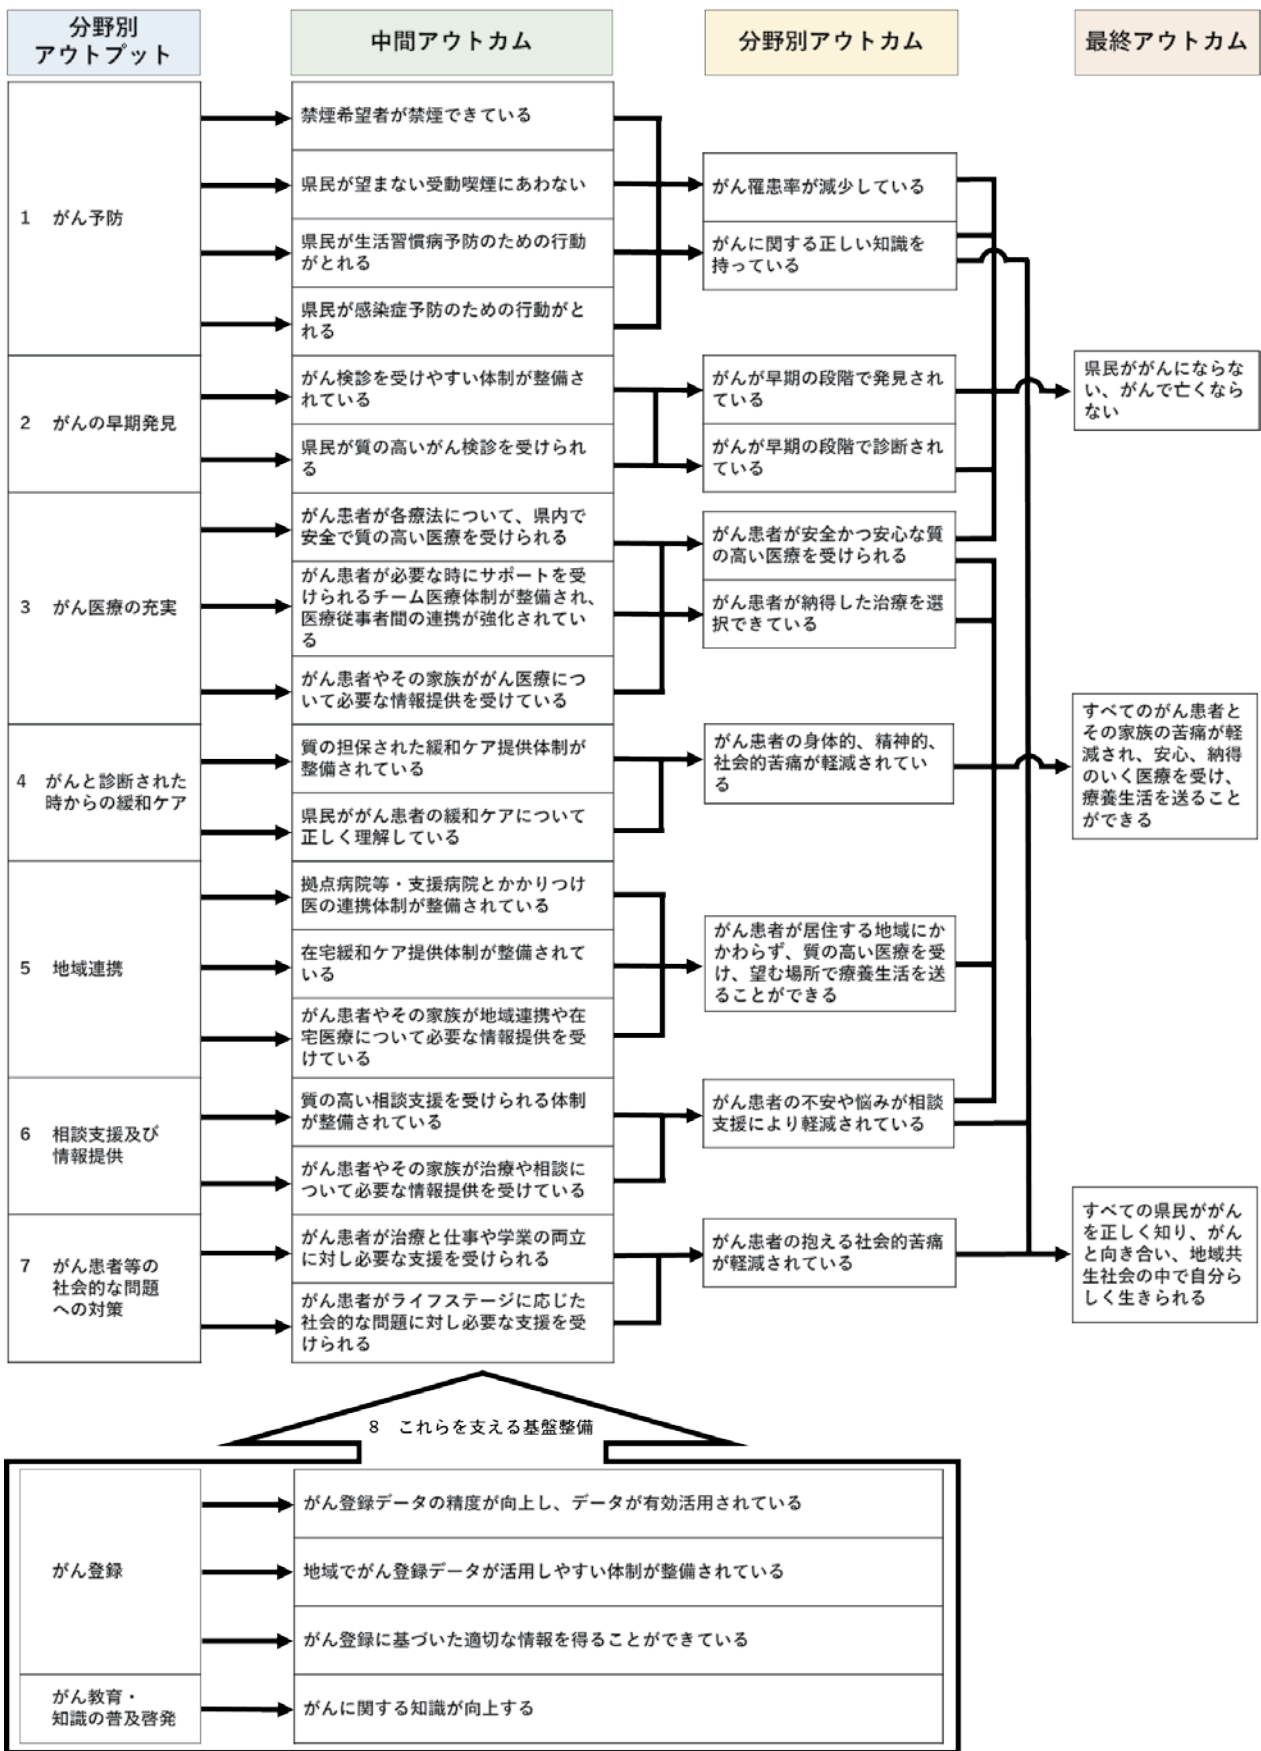 分野別
アウトプット
中間アウトカム
分野別アウトカム
最終アウトカム
1 がん予防
禁煙希望者が禁煙できている
県民が望まない受動喫煙にあわない
県民が生活習慣病予防のための行動
がとれる
県民が感染症予防のための行動がと
れる
がん罹患率が減少している
がんに関する正しい知識を
持っている
2 がんの早期発見
がん検診を受けやすい体制が整備さ
れている
県民が質の高いがん検診を受けられ
る
がんが早期の段階で発見され
ている
がんが早期の段階で診断され
ている
県民ががんにならな
い、がんで亡くなら
ない
3 がん医療の充実
がん患者が各療法について、県内で
安全で質の高い医療を受けられる
がん患者が必要な時にサポートを受
けられるチーム医療体制が整備され、
医療従事者間の連携が強化されてい
る
がん患者やその家族ががん医療につ
いて必要な情報提供を受けている
がん患者が安全かつ安心な質
の高い医療を受けられる
がん患者が納得した治療を選
択できている
4 がんと診断された
時からの緩和ケア
質の担保された緩和ケア提供体制が
整備されている
県民ががん患者の緩和ケアについて
正しく理解している
がん患者の身体的、精神的、
社会的苦痛が軽減されてい
る
すべてのがん患者と
その家族の苦痛が軽
減され、安心、納得
のいく医療を受け、
療養生活を送ること
ができる
5 地域連携
拠点病院等・支援病院とかかりつけ
医の連携体制が整備されている
在宅緩和ケア提供体制が整備されて
いる
がん患者やその家族が地域連携や在
宅医療について必要な情報提供を受
けている
がん患者が居住する地域にか
かわらず、質の高い医療を受
け、望む場所で療養生活を送
ることができる
6 相談支援及び
情報提供
質の高い相談支援を受けられる体制
が整備されている
がん患者やその家族が治療や相談に
ついて必要な情報提供を受けている
がん患者の不安や悩みが相談
支援により軽減されている
7 がん患者等の
社会的な問題
への対策
がん患者が治療と仕事や学業の両立
に対し必要な支援を受けられる
がん患者がライフステージに応じた
社会的な問題に対し必要な支援を受
けられる
がん患者の抱える社会的苦痛
が軽減されている
すべての県民ががん
を正しく知り、がん
と向き合い、地域共
生社会の中で自分ら
しく生きられる
8 これらを支える基盤整備
がん登録
がん登録データの精度が向上し、データが有効活用されている
地域でがん登録データが活用しやすい体制が整備されている
がん登録に基づいた適切な情報を得ることができている
がん教育・
知識の普及啓発
がんに関する知識が向上する